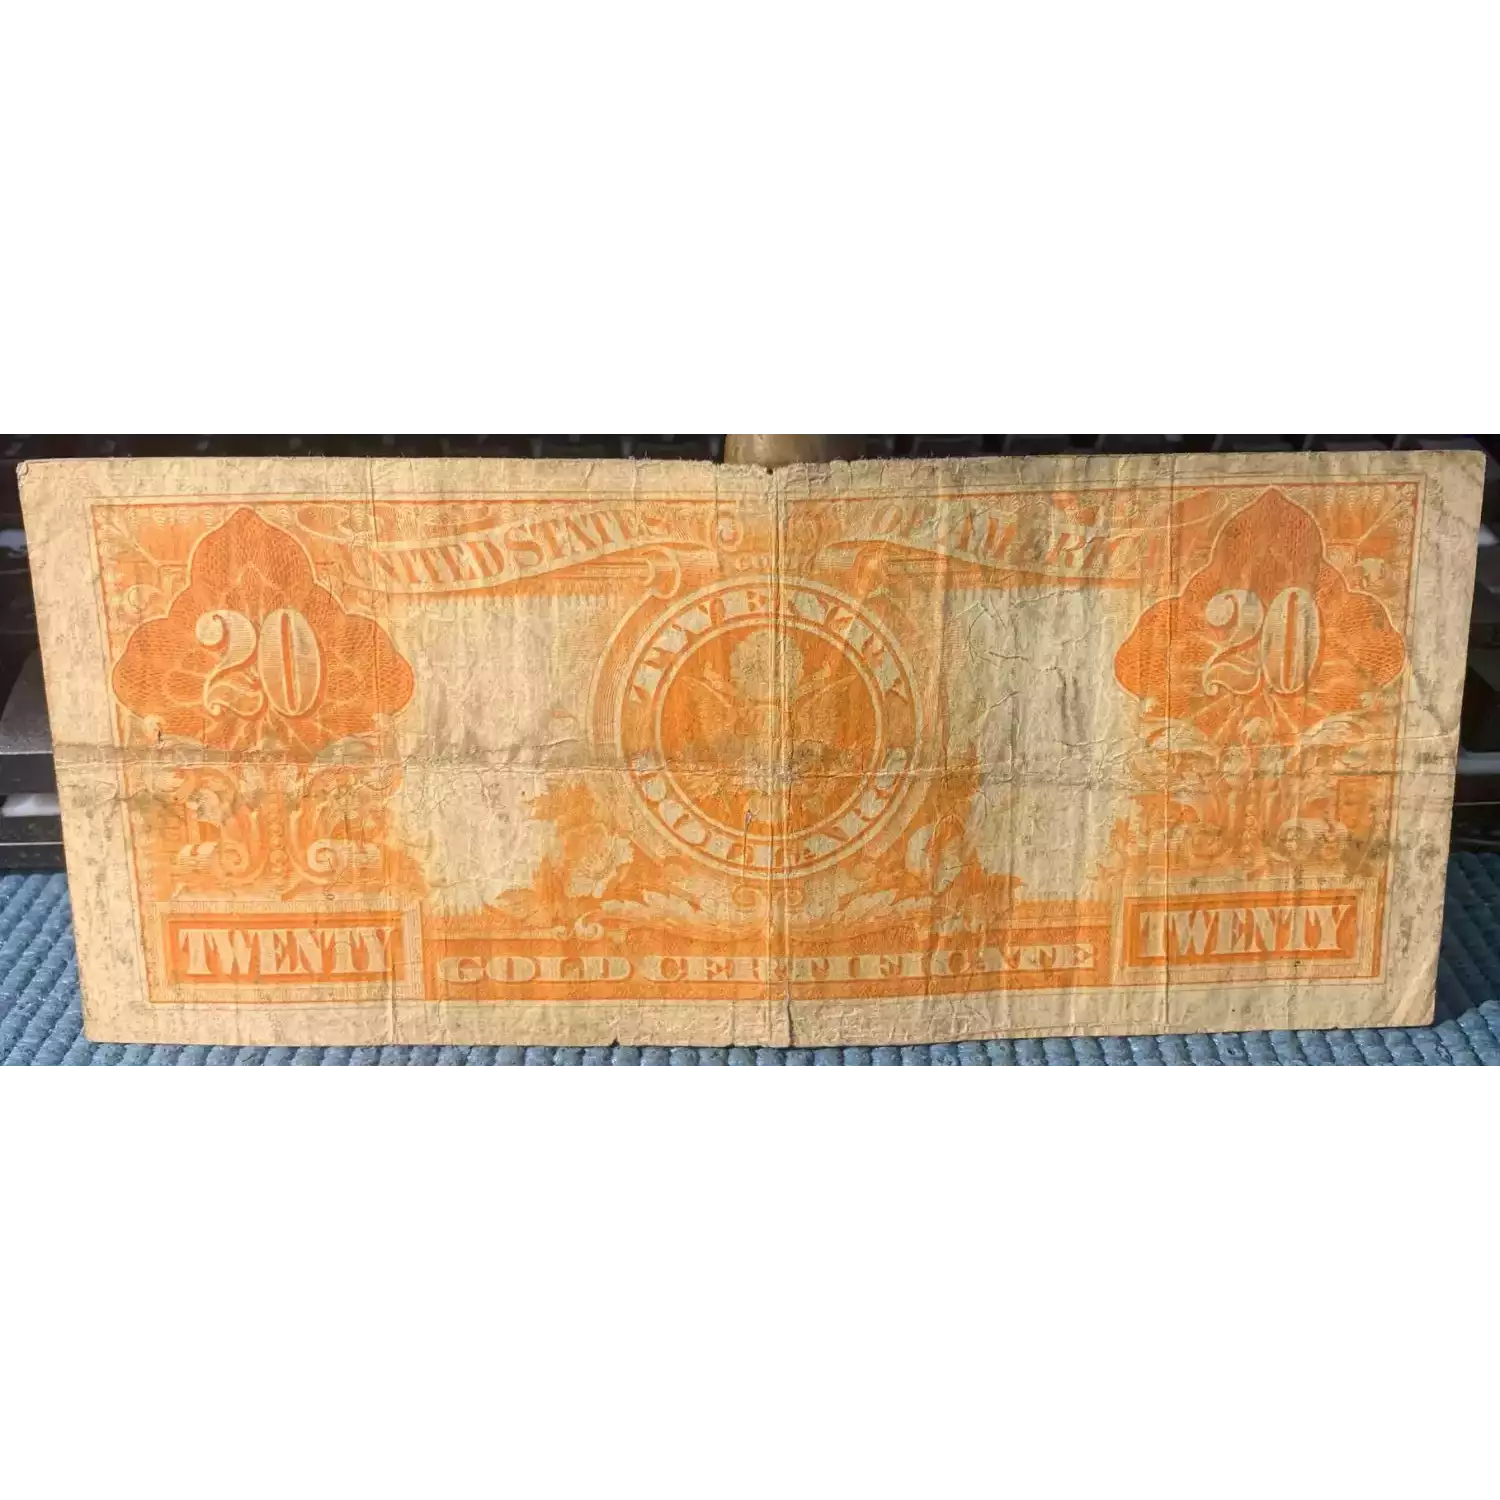 UNITED STATES OF AMERICA
20
20
TWENTY
DOLLARS
TWENTY
GOLD CERTIFICATE
TWENTY